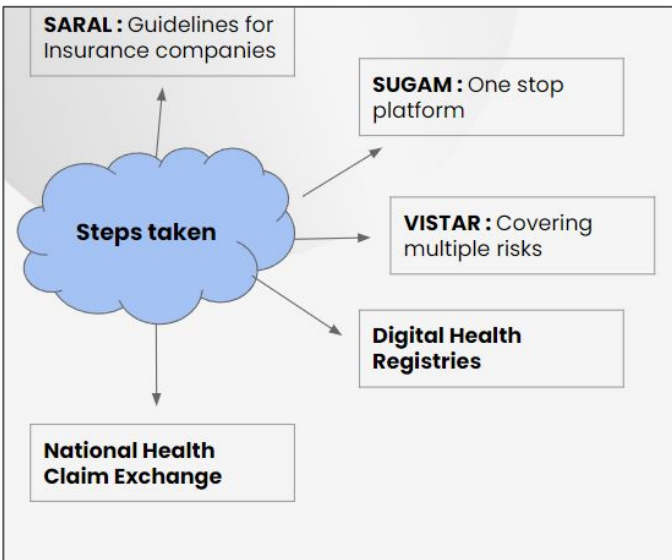 SARAL : Guidelines for
Insurance companies
SUGAM : One stop
platform
Steps taken
VISTAR : Covering
multiple risks
Digital Health
Registries
National Health
Claim Exchange